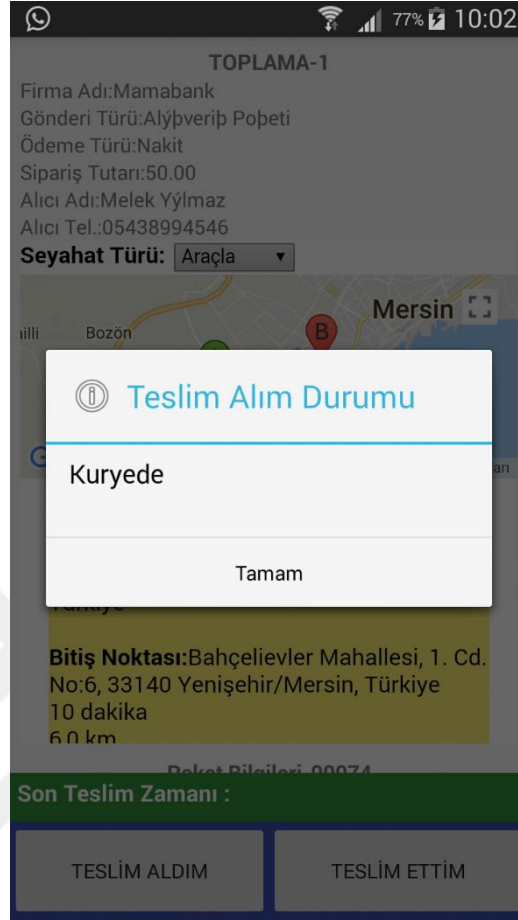 77% 10:02
TOPLAMA-1
Firma Adı:Mamabank
Gönderi Türü:Alýþveriþ Poþeti
Ödeme Türü:Nakit
Sipariş Tutarı:50.00
Alıcı Adı:Melek Yýlmaz
Alıcı Tel.:05438994546
Seyahat Türü: Araçla
Mersin
Bozön
B
Teslim Alım Durumu
Kuryede
Tamam
Türkiye
Bitiş Noktası:Bahçelievler Mahallesi, 1. Cd.
No:6, 33140 Yenişehir/Mersin, Türkiye
10 dakika
6.0 km
Paket Bilgileri-00074
Son Teslim Zamanı :
TESLİM ALDIM TESLİM ETTİM